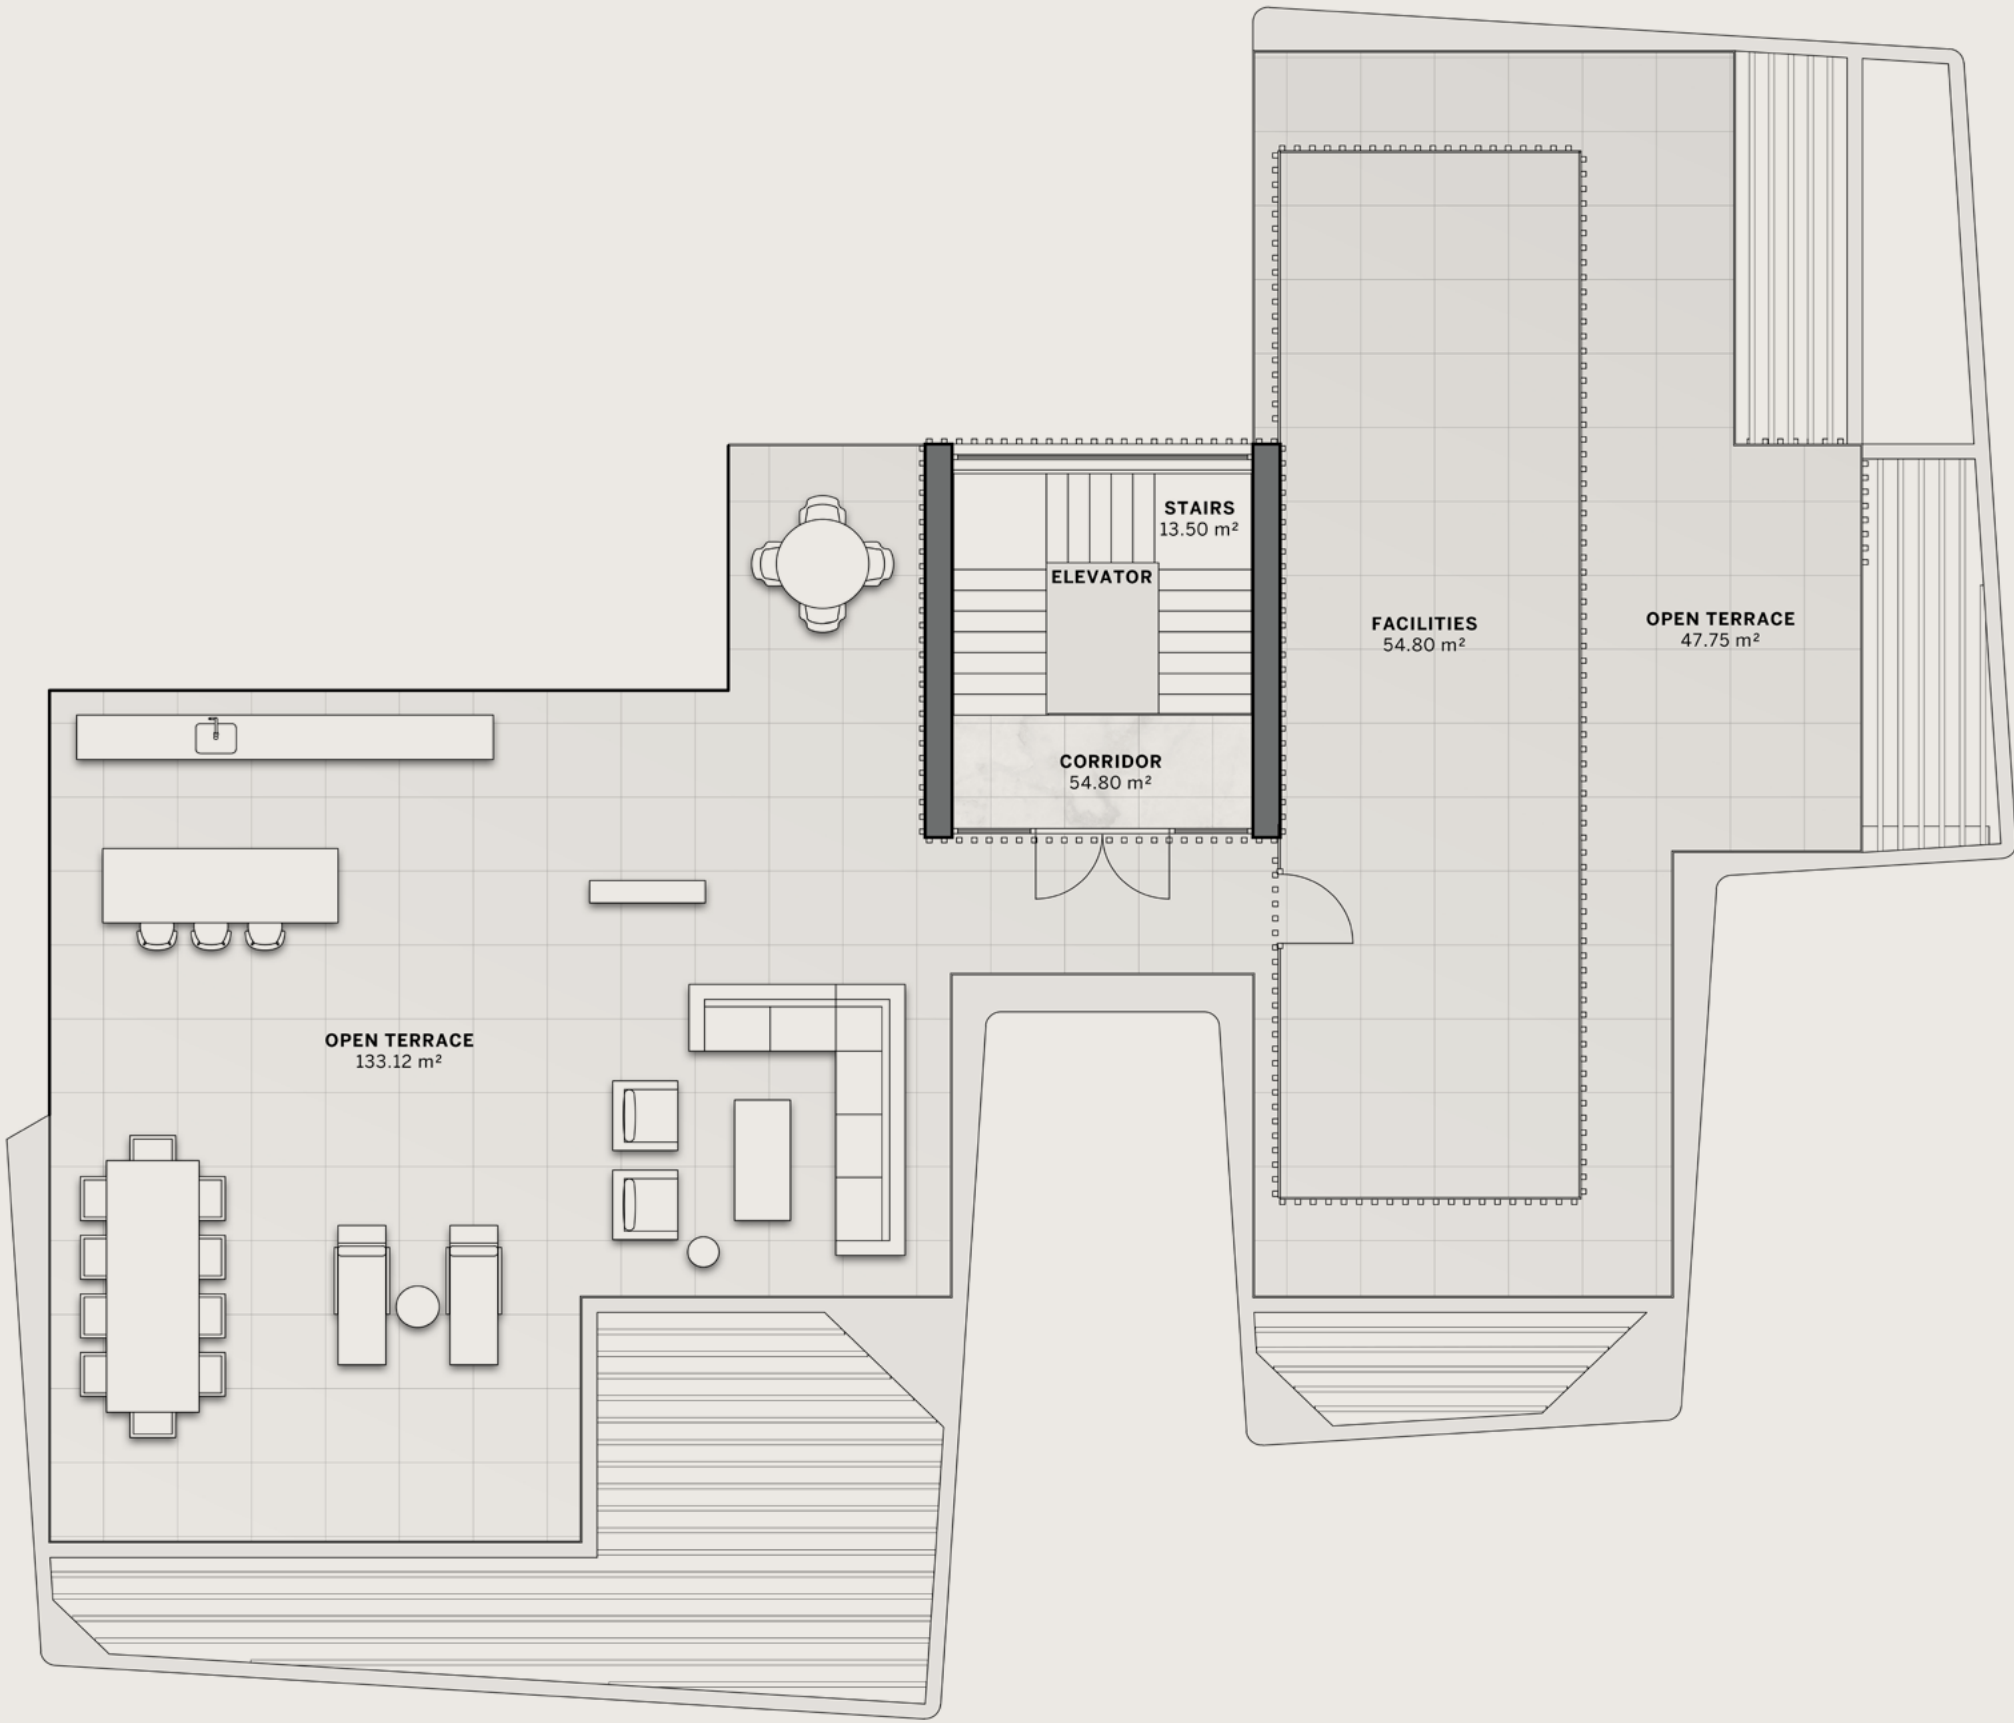 STAIRS
13.50 m²
ELEVATOR
FACILITIES
54.80 m²
OPEN TERRACE
47.75 m²
CORRIDOR
54.80 m²
OPEN TERRACE
133.12 m²